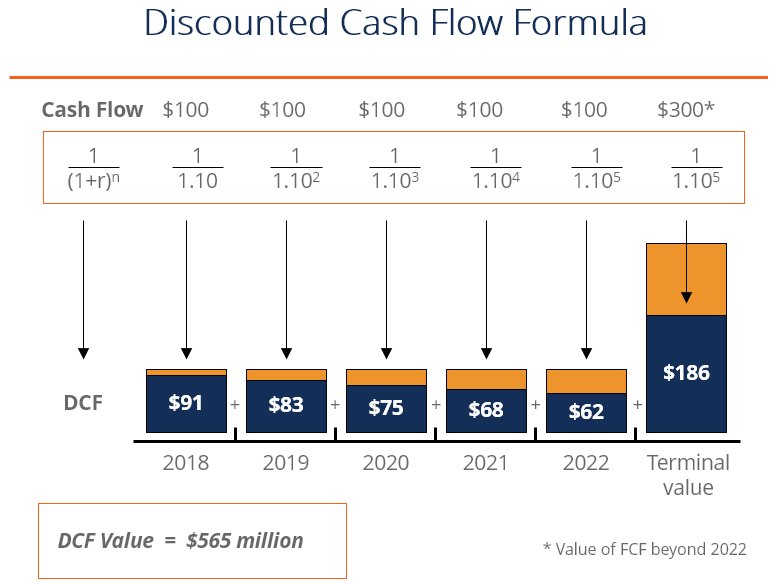 Discounted Cash Flow Formula
Cash Flow $100 $100 $100 $100 $100 $300*
1 1 1 1 1 1 1
(1+r)ⁿ 1.10 1.10² 1.10³ 1.10⁴ 1.10⁵ 1.10⁵
DCF $91 + $83 + $75 + $68 + $62 + $186
2018 2019 2020 2021 2022 Terminal
value
DCF Value = $565 million
* Value of FCF beyond 2022